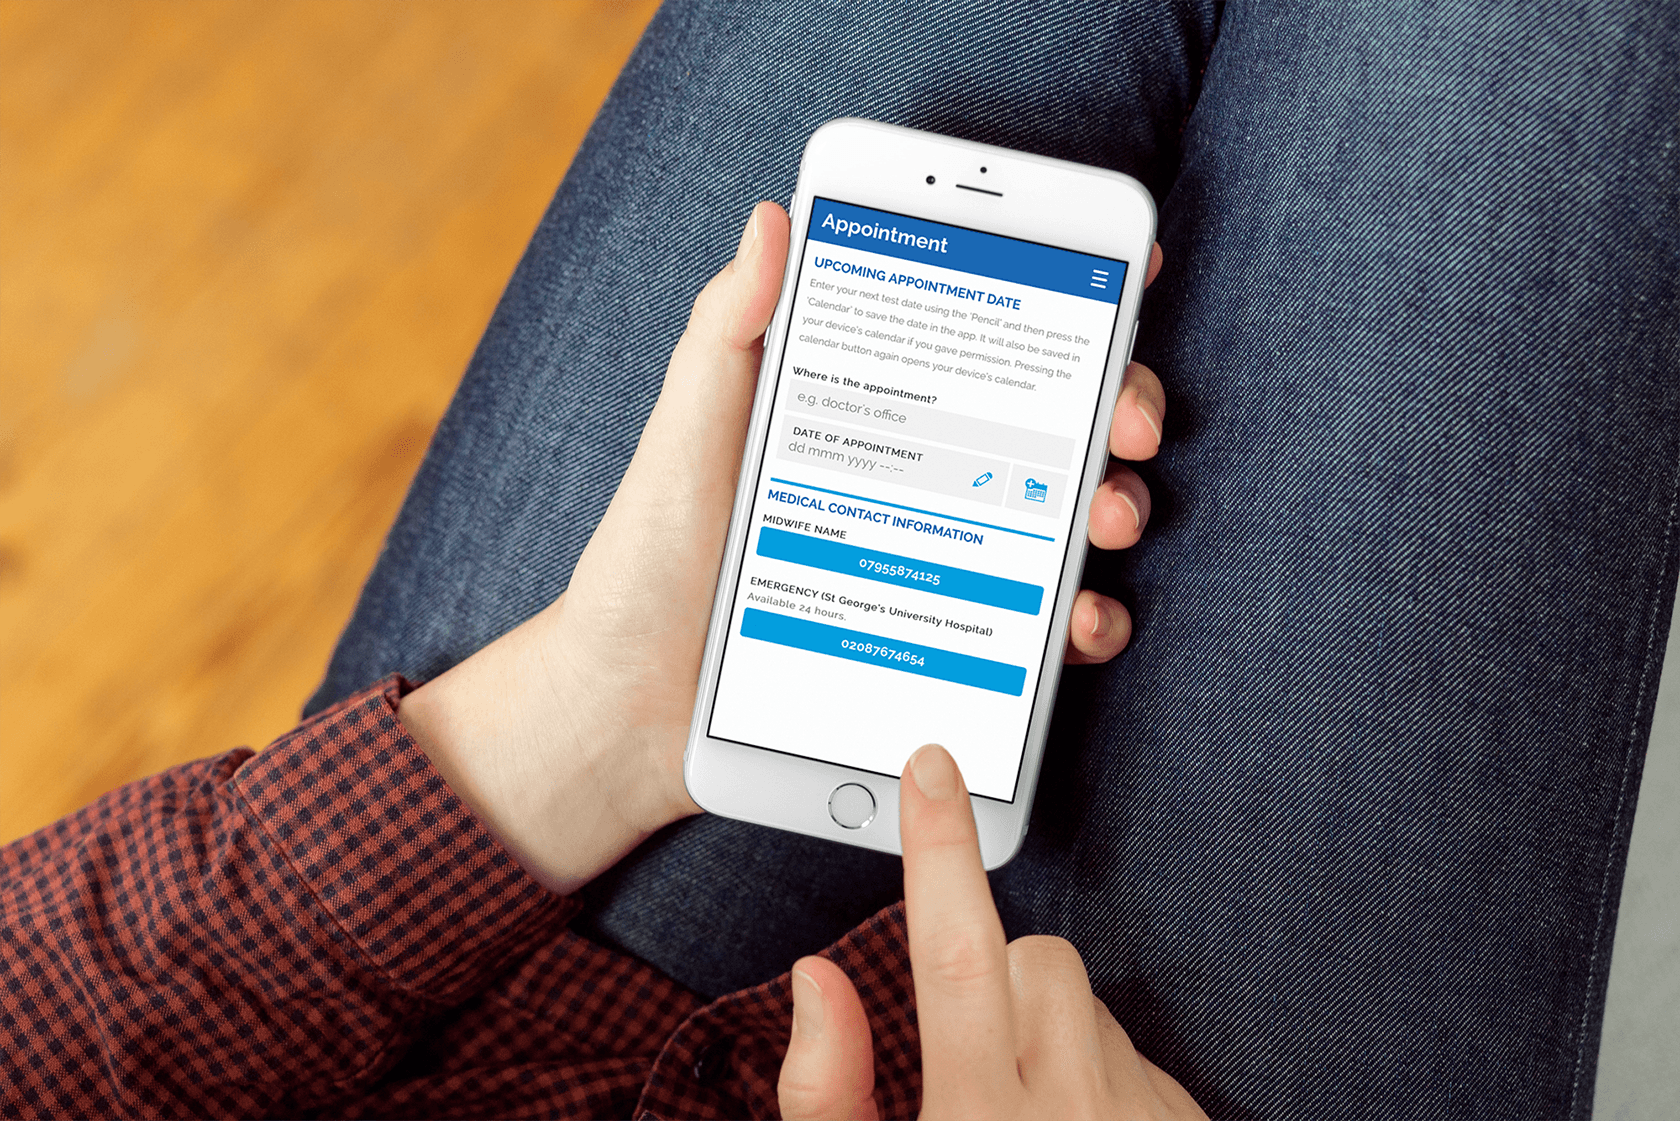 Appointment
UPCOMING APPOINTMENT DATE
Enter your next test date using the 'Pencil' and then press the
'Calendar' to save the date in the app. It will also be saved in
your device's calendar if you gave permission. Pressing the
calendar button again opens your device's calendar.
Where is the appointment?
e.g. doctor's office
DATE OF APPOINTMENT
dd mmm yyyy --:--
MEDICAL CONTACT INFORMATION
MIDWIFE NAME
07955874125
EMERGENCY (St George's University Hospital)
Available 24 hours.
02087674654